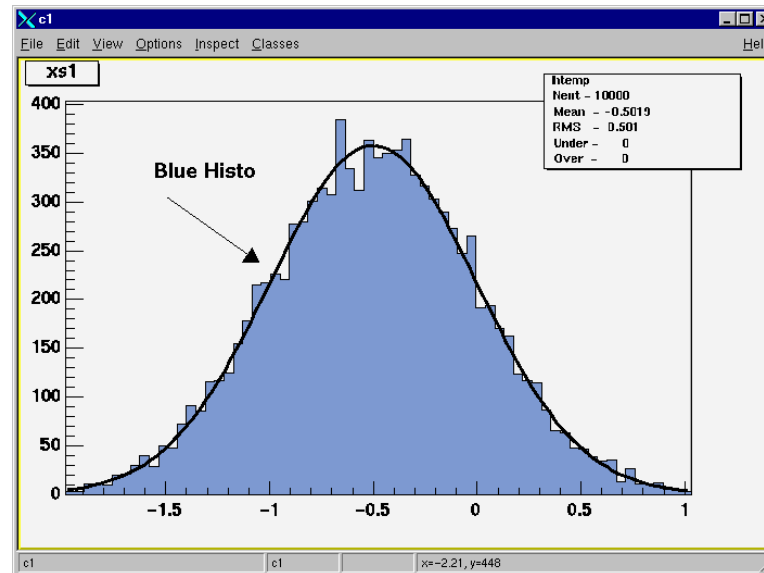 c1
File Edit View Options Inspect Classes Hel
xs1
htemp
Nent = 10000
Mean = -0.5019
RMS = 0.501
Under = 0
Over = 0
400
350
Blue Histo
300
250
200
150
100
50
0
-1.5 -1 -0.5 0 0.5 1
c1 c1 x=-2.21, y=448